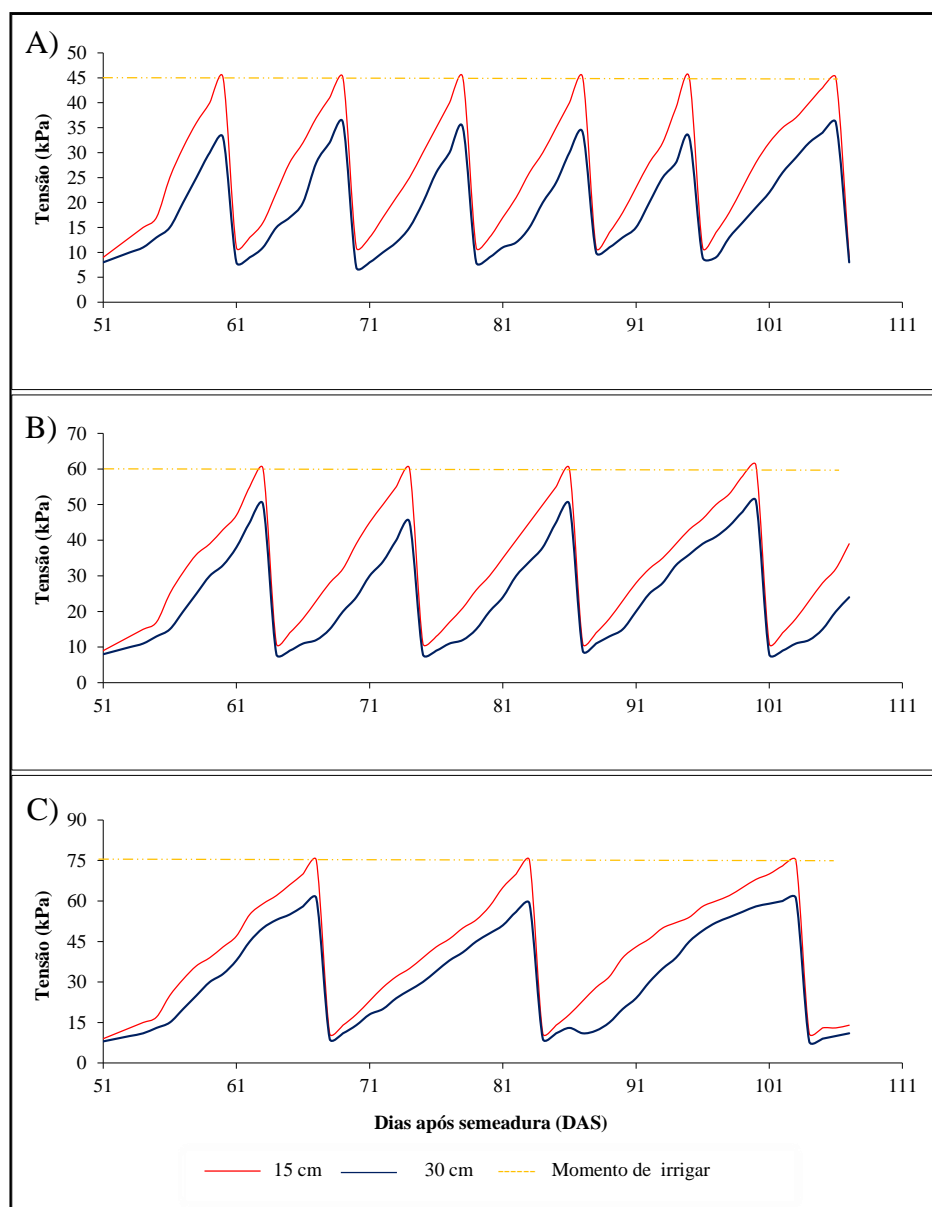 A)
Tensão (kPa)
50
45
40
35
30
25
20
15
10
5
0
51 61 71 81 91 101 111
B)
Tensão (kPa)
70
60
50
40
30
20
10
0
51 61 71 81 91 101 111
C)
Tensão (kPa)
90
75
60
45
30
15
0
51 61 71 81 91 101 111
Dias após semeadura (DAS)
15 cm 30 cm Momento de irrigar